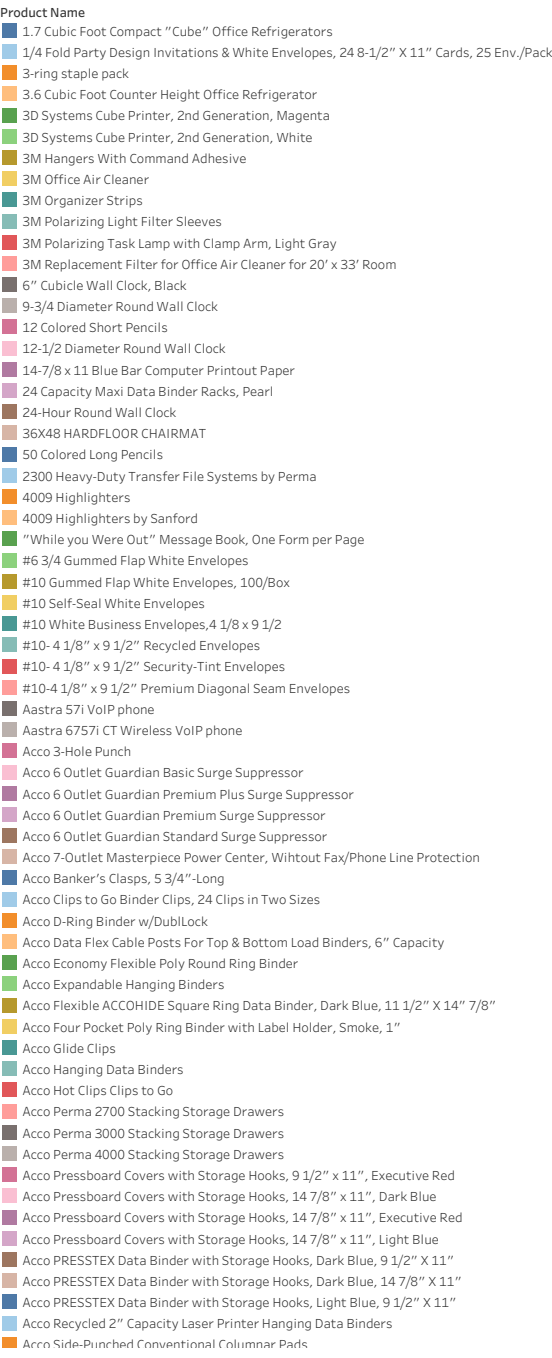 Product Name
1.7 Cubic Foot Compact "Cube" Office Refrigerators
1/4 Fold Party Design Invitations & White Envelopes, 24 8-1/2" X 11" Cards, 25 Env./Pack
3-ring staple pack
3.6 Cubic Foot Counter Height Office Refrigerator
3D Systems Cube Printer, 2nd Generation, Magenta
3D Systems Cube Printer, 2nd Generation, White
3M Hangers With Command Adhesive
3M Office Air Cleaner
3M Organizer Strips
3M Polarizing Light Filter Sleeves
3M Polarizing Task Lamp with Clamp Arm, Light Gray
3M Replacement Filter for Office Air Cleaner for 20' x 33' Room
6" Cubicle Wall Clock, Black
9-3/4 Diameter Round Wall Clock
12 Colored Short Pencils
12-1/2 Diameter Round Wall Clock
14-7/8 x 11 Blue Bar Computer Printout Paper
24 Capacity Maxi Data Binder Racks, Pearl
24-Hour Round Wall Clock
36X48 HARDFLOOR CHAIRMAT
50 Colored Long Pencils
2300 Heavy-Duty Transfer File Systems by Perma
4009 Highlighters
4009 Highlighters by Sanford
"While you Were Out" Message Book, One Form per Page
#6 3/4 Gummed Flap White Envelopes
#10 Gummed Flap White Envelopes, 100/Box
#10 Self-Seal White Envelopes
#10 White Business Envelopes,4 1/8 x 9 1/2
#10- 4 1/8" x 9 1/2" Recycled Envelopes
#10- 4 1/8" x 9 1/2" Security-Tint Envelopes
#10-4 1/8" x 9 1/2" Premium Diagonal Seam Envelopes
Aastra 57i VoIP phone
Aastra 6757i CT Wireless VoIP phone
Acco 3-Hole Punch
Acco 6 Outlet Guardian Basic Surge Suppressor
Acco 6 Outlet Guardian Premium Plus Surge Suppressor
Acco 6 Outlet Guardian Premium Surge Suppressor
Acco 6 Outlet Guardian Standard Surge Suppressor
Acco 7-Outlet Masterpiece Power Center, Wihtout Fax/Phone Line Protection
Acco Banker's Clasps, 5 3/4"-Long
Acco Clips to Go Binder Clips, 24 Clips in Two Sizes
Acco D-Ring Binder w/DublLock
Acco Data Flex Cable Posts For Top & Bottom Load Binders, 6" Capacity
Acco Economy Flexible Poly Round Ring Binder
Acco Expandable Hanging Binders
Acco Flexible ACCOHIDE Square Ring Data Binder, Dark Blue, 11 1/2" X 14" 7/8"
Acco Four Pocket Poly Ring Binder with Label Holder, Smoke, 1"
Acco Glide Clips
Acco Hanging Data Binders
Acco Hot Clips Clips to Go
Acco Perma 2700 Stacking Storage Drawers
Acco Perma 3000 Stacking Storage Drawers
Acco Perma 4000 Stacking Storage Drawers
Acco Pressboard Covers with Storage Hooks, 9 1/2" x 11", Executive Red
Acco Pressboard Covers with Storage Hooks, 14 7/8" x 11", Dark Blue
Acco Pressboard Covers with Storage Hooks, 14 7/8" x 11", Executive Red
Acco Pressboard Covers with Storage Hooks, 14 7/8" x 11", Light Blue
Acco PRESSTEX Data Binder with Storage Hooks, Dark Blue, 9 1/2" X 11"
Acco PRESSTEX Data Binder with Storage Hooks, Dark Blue, 14 7/8" X 11"
Acco PRESSTEX Data Binder with Storage Hooks, Light Blue, 9 1/2" X 11"
Acco Recycled 2" Capacity Laser Printer Hanging Data Binders
Acco Side-Punched Conventional Columnar Pads